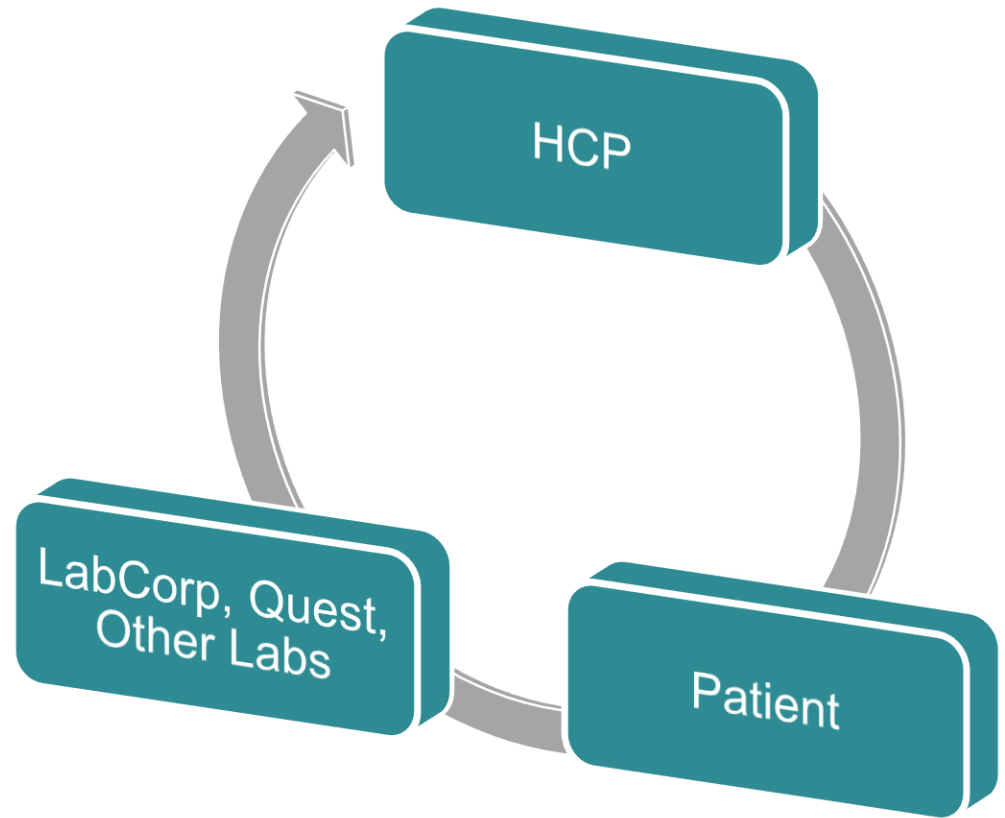 HCP
LabCorp, Quest,
Other Labs
Patient